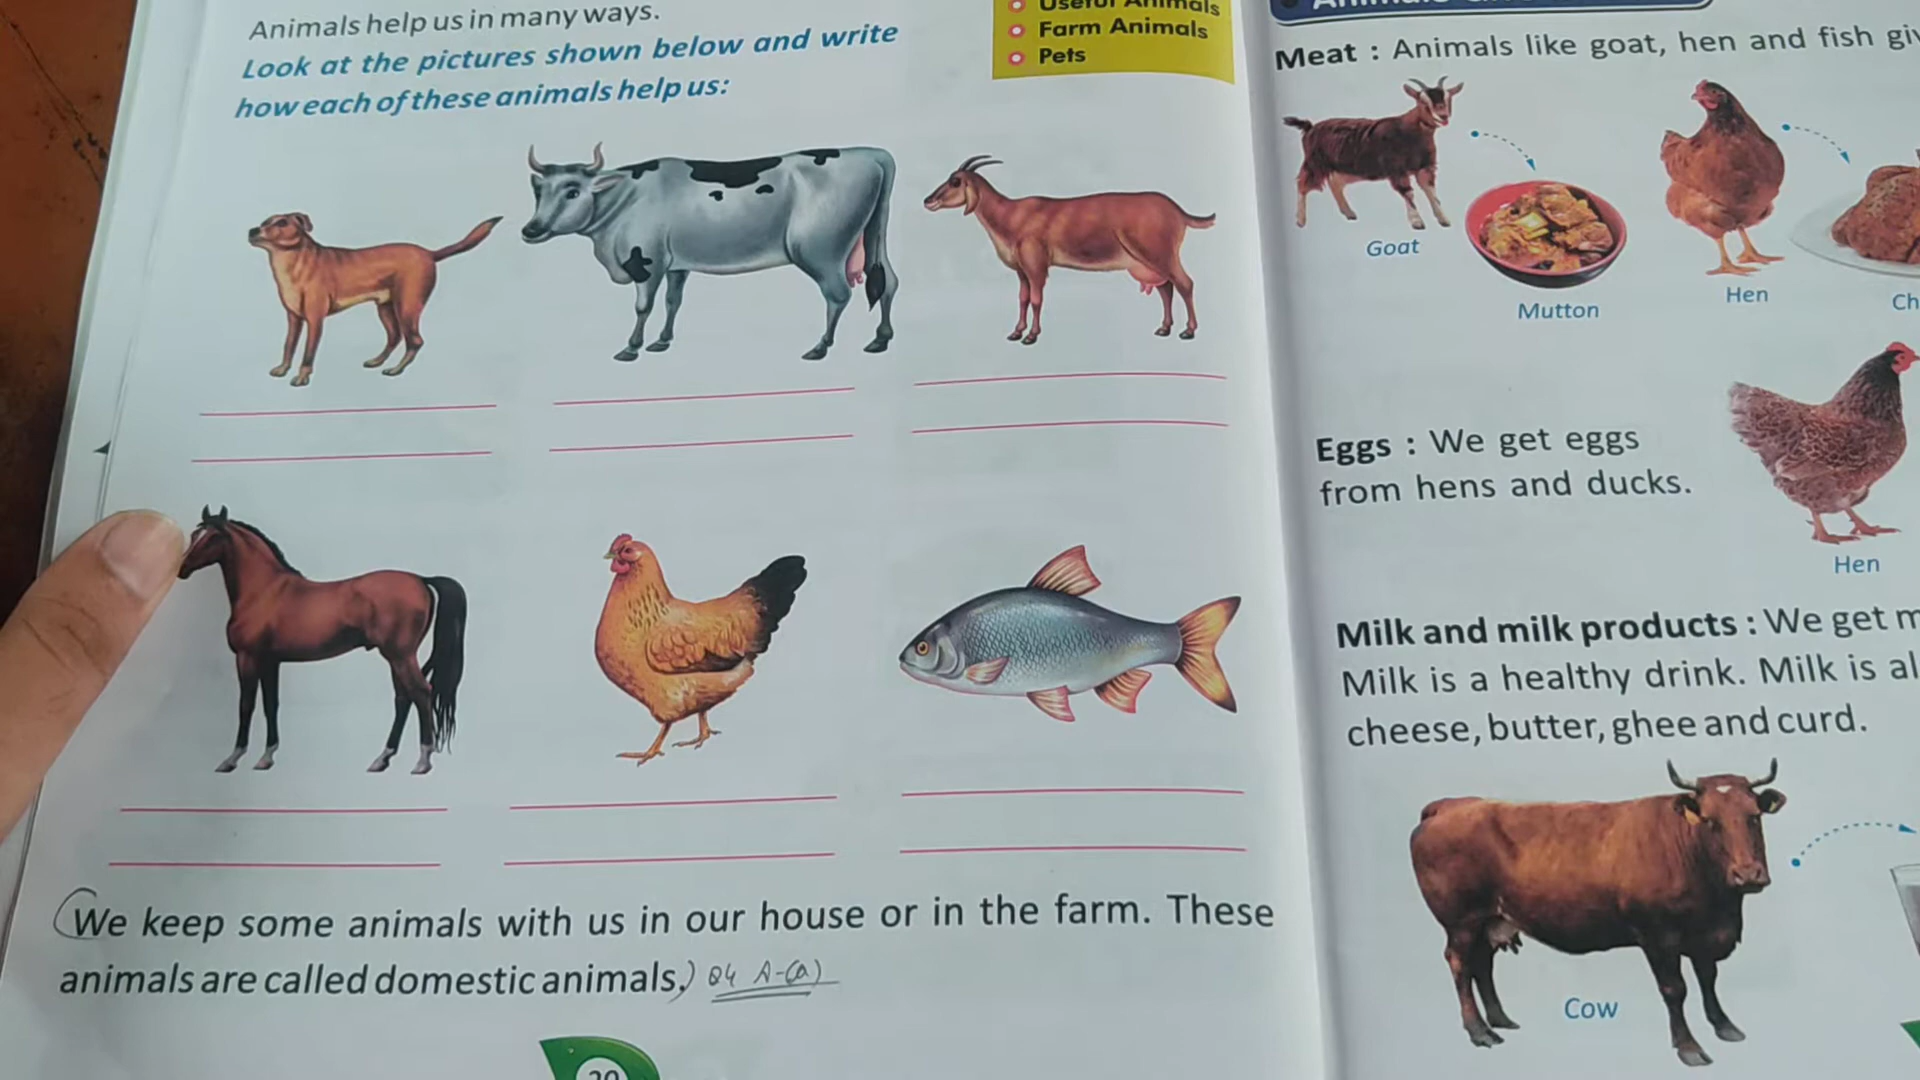 Animals help us in many ways.
Look at the pictures shown below and write
how each of these animals help us:
Useful Animals
Farm Animals
Pets
We keep some animals with us in our house or in the farm. These
animals are called domestic animals.) Q4 A-(a)
Meat : Animals like goat, hen and fish
Goat
Mutton
Hen
Eggs : We get eggs
from hens and ducks.
Hen
Milk and milk products : We get
Milk is a healthy drink. Milk is
cheese, butter, ghee and curd.
Cow